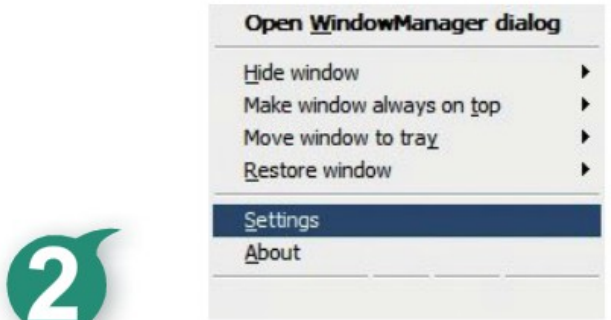 Open WindowManager dialog
Hide window
Make window always on top
Move window to tray
Restore window
Settings
About
2